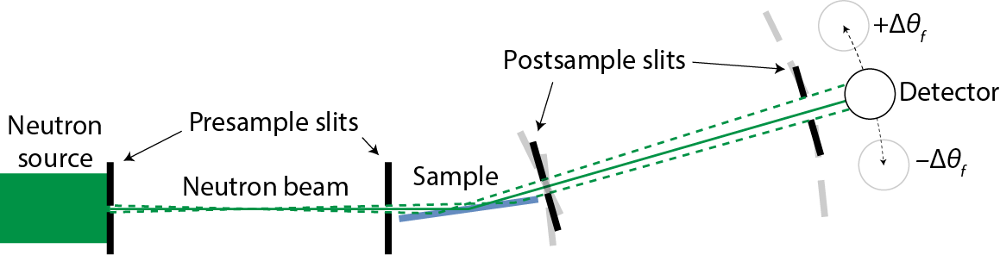 +Δθf
Postsample slits
Detector
Neutron
source
Presample slits
–Δθf
Sample
Neutron beam